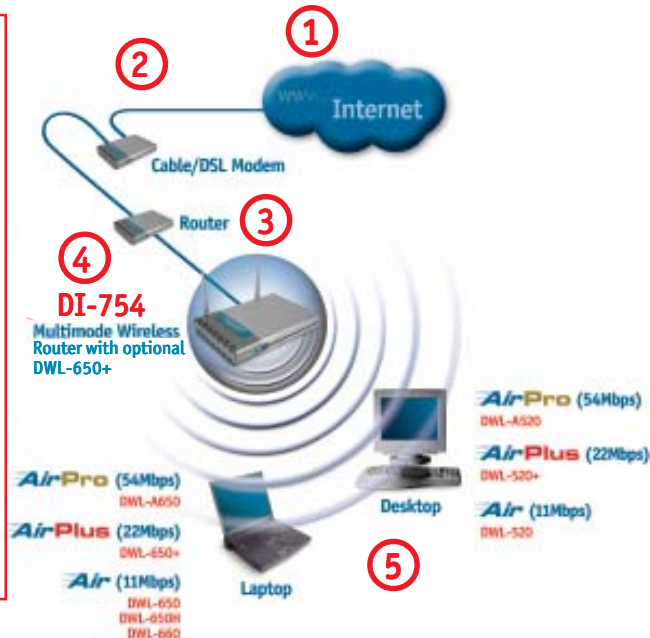 1
2
www.
Internet
Cable/DSL Modem
Router
3
4
DI-754
Multimode Wireless
Router with optional
DWL-650+
AirPro (54Mbps)
DWL-A520
AirPlus (22Mbps)
DWL-520+
Air (11Mbps)
DWL-520
Desktop
AirPro (54Mbps)
DWL-A650
AirPlus (22Mbps)
DWL-650+
Air (11Mbps)
DWL-650
DWL-650H
DWL-660
Laptop
5